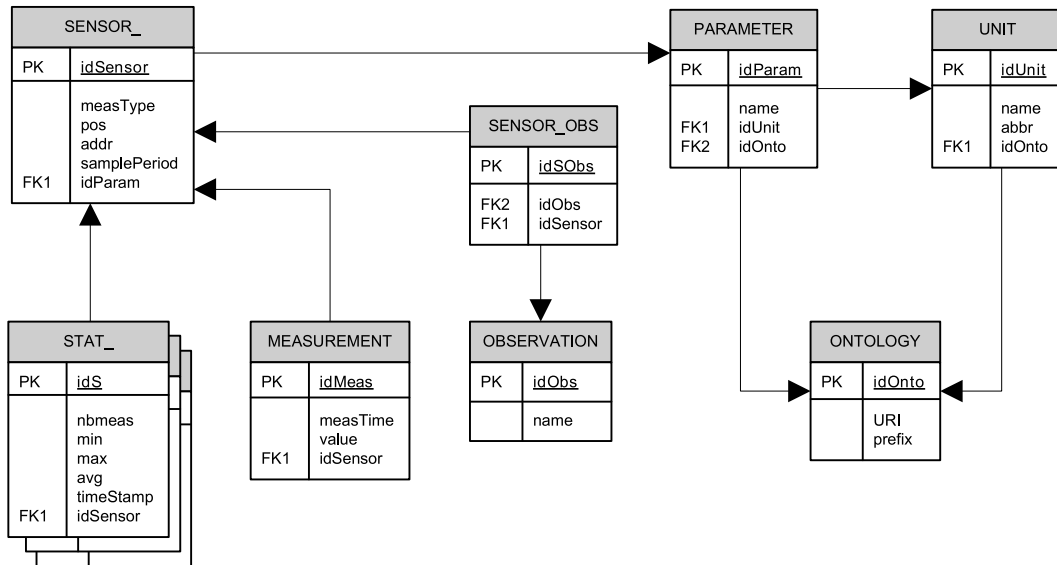 SENSOR_
PK idSensor
measType
pos
addr
samplePeriod
FK1 idParam
PARAMETER
PK idParam
name
FK1 idUnit
FK2 idOnto
UNIT
PK idUnit
name
abbr
FK1 idOnto
SENSOR_OBS
PK idSObs
FK2 idObs
FK1 idSensor
STAT_
PK idS
nbmeas
min
max
avg
timeStamp
FK1 idSensor
MEASUREMENT
PK idMeas
measTime
value
FK1 idSensor
OBSERVATION
PK idObs
name
ONTOLOGY
PK idOnto
URI
prefix